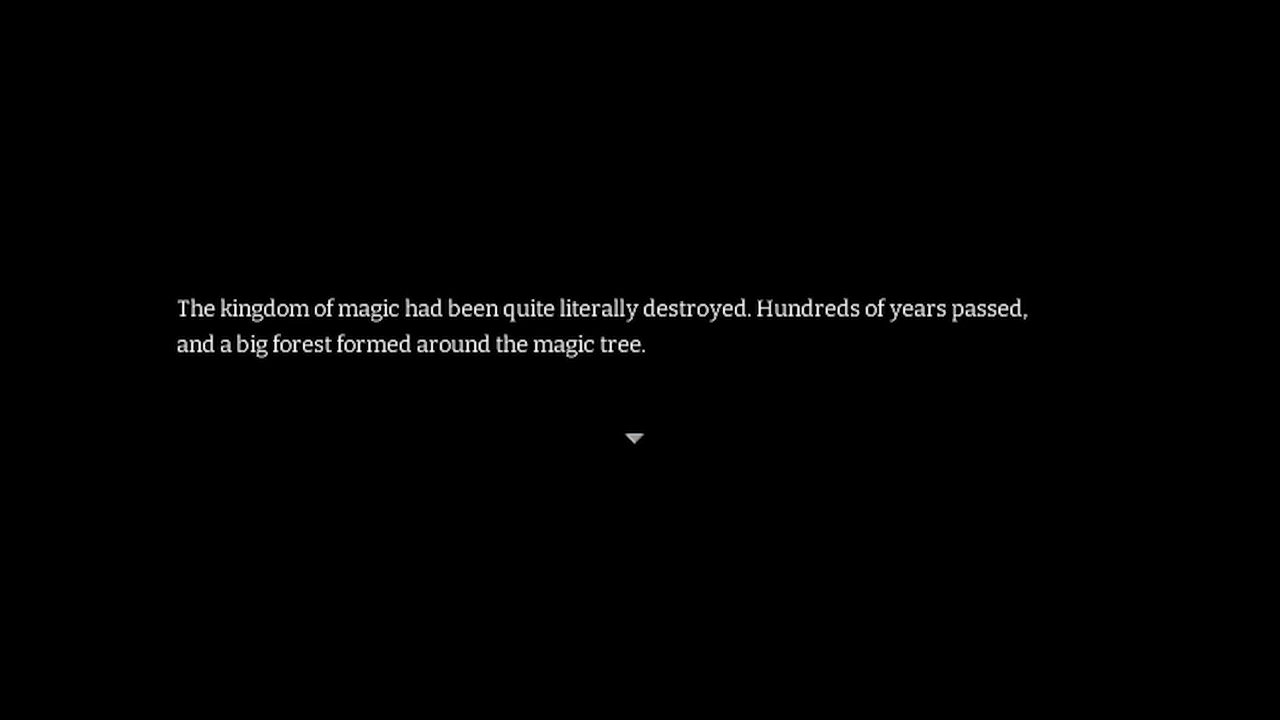 The kingdom of magic had been quite literally destroyed. Hundreds of years passed,
and a big forest formed around the magic tree.